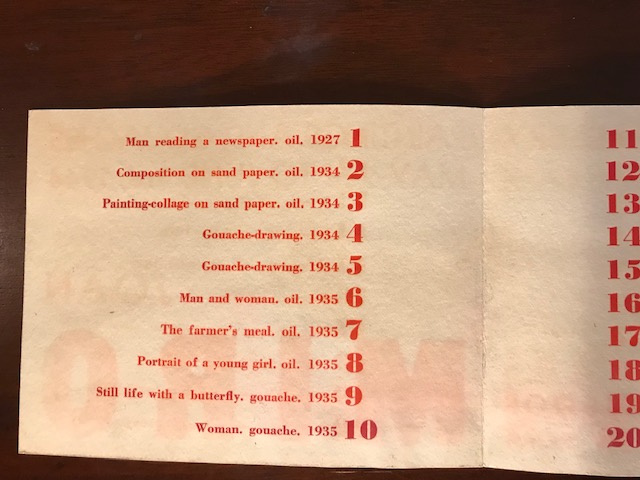 Man reading a newspaper. oil. 1927 1
Composition on sand paper. oil. 1934 2
Painting-collage on sand paper. oil. 1934 3
Gouache-drawing. 1934 4
Gouache-drawing. 1934 5
Man and woman. oil. 1935 6
The farmer's meal. oil. 1935 7
Portrait of a young girl. oil. 1935 8
Still life with a butterfly. gouache. 1935 9
Woman. gouache. 1935 10
11
12
13
14
15
16
17
18
19
20